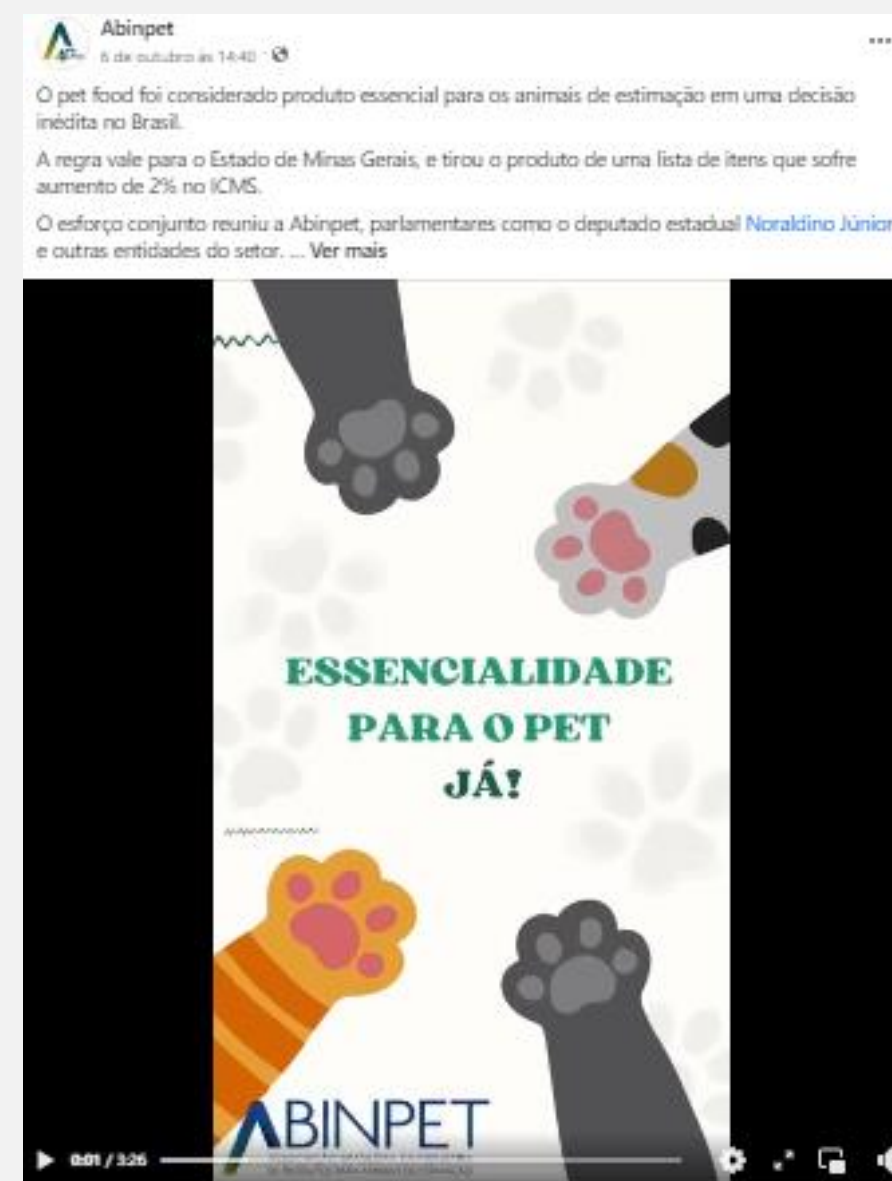 Abinpet
6 de outubro às 14:40
O pet food foi considerado produto essencial para os animais de estimação em uma decisão
inédita no Brasil.
A regra vale para o Estado de Minas Gerais, e tirou o produto de uma lista de itens que sofre
aumento de 2% no ICMS.
O esforço conjunto reuniu a Abinpet, parlamentares como o deputado estadual Noraldino Júnior
e outras entidades do setor. ... Ver mais
ESSENCIALIDADE
PARA O PET
JÁ!
ABINPET
0:01 / 3:26